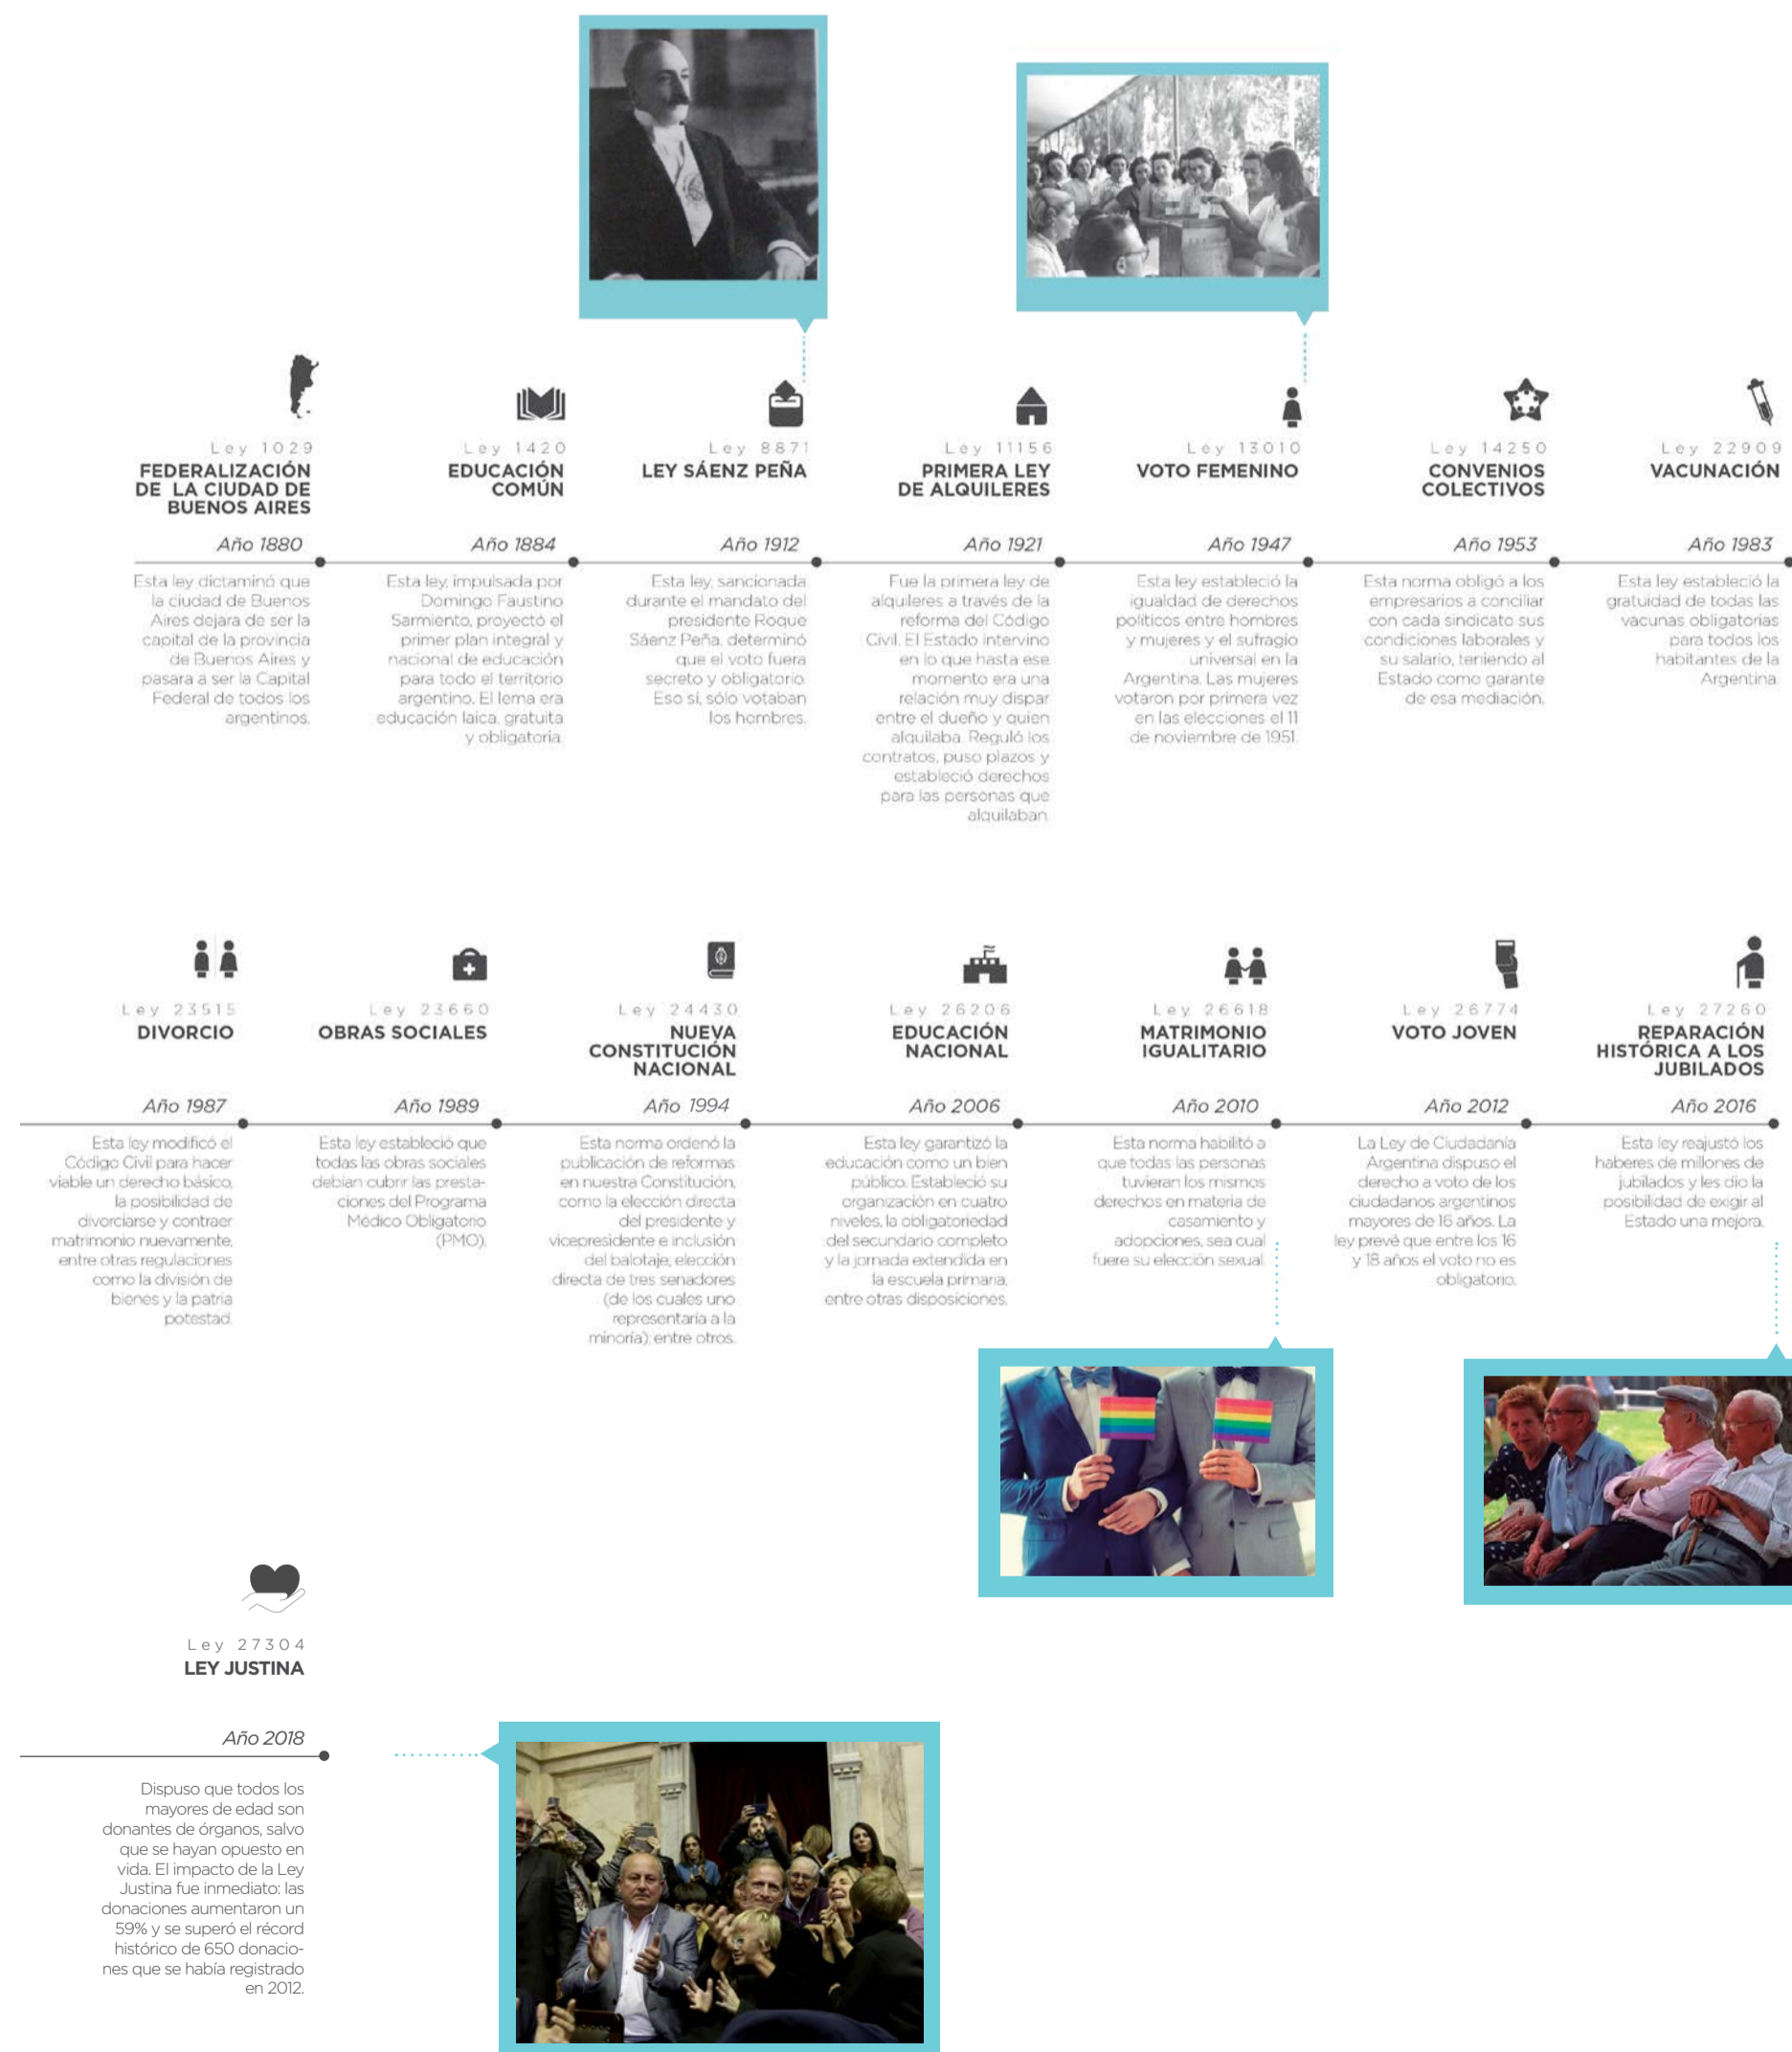 Ley 1029
FEDERALIZACIÓN
DE LA CIUDAD DE
BUENOS AIRES
Año 1880
Esta ley dictaminó que
la ciudad de Buenos
Aires dejara de ser la
capital de la provincia
de Buenos Aires y
pasara a ser la Capital
Federal de todos los
argentinos.
Ley 1420
EDUCACIÓN
COMÚN
Año 1884
Esta ley, impulsada por
Domingo Faustino
Sarmiento, proyectó el
primer plan integral y
nacional de educación
para todo el territorio
argentino. El lema era
educación laica, gratuita
y obligatoria.
Ley 8871
LEY SÁENZ PEÑA
Año 1912
Esta ley, sancionada
durante el mandato del
presidente Roque
Sáenz Peña, determinó
que el voto fuera
secreto y obligatorio.
Eso sí, sólo votaban
los hombres.
Ley 11156
PRIMERA LEY
DE ALQUILERES
Año 1921
Fue la primera ley de
alquileres a través de la
reforma del Código
Civil. El Estado intervino
en lo que hasta ese
momento era una
relación muy dispar
entre el dueño y quien
alquilaba. Reguló los
contratos, puso plazos y
estableció derechos
para las personas que
alquilaban.
Ley 13010
VOTO FEMENINO
Año 1947
Esta ley estableció la
igualdad de derechos
políticos entre hombres
y mujeres y el sufragio
universal en la
Argentina. Las mujeres
votaron por primera vez
en las elecciones el 11
de noviembre de 1951.
Ley 14250
CONVENIOS
COLECTIVOS
Año 1953
Esta norma obligó a los
empresarios a conciliar
con cada sindicato sus
condiciones laborales y
su salario, teniendo al
Estado como garante
de esa mediación.
Ley 22909
VACUNACIÓN
Año 1983
Esta ley estableció la
gratuidad de todas las
vacunas obligatorias
para todos los
habitantes de la
Argentina.
Ley 23515
DIVORCIO
Año 1987
Esta ley modificó el
Código Civil para hacer
viable un derecho básico,
la posibilidad de
divorciarse y contraer
matrimonio nuevamente,
entre otras regulaciones
como la división de
bienes y la patria
potestad.
Ley 23660
OBRAS SOCIALES
Año 1989
Esta ley estableció que
todas las obras sociales
debían cubrir las presta-
ciones del Programa
Médico Obligatorio
(PMO).
Ley 24430
NUEVA
CONSTITUCIÓN
NACIONAL
Año 1994
Esta norma ordenó la
publicación de reformas
en nuestra Constitución,
como la elección directa
del presidente y
vicepresidente e inclusión
del balotaje; elección
directa de tres senadores
(de los cuales uno
representaría a la
minoría); entre otros.
Ley 26206
EDUCACIÓN
NACIONAL
Año 2006
Esta ley garantizó la
educación como un bien
público. Estableció su
organización en cuatro
niveles, la obligatoriedad
del secundario completo
y la jornada extendida en
la escuela primaria,
entre otras disposiciones.
Ley 26618
MATRIMONIO
IGUALITARIO
Año 2010
Esta norma habilitó a
que todas las personas
tuvieran los mismos
derechos en materia de
casamiento y
adopciones, sea cual
fuere su elección sexual.
Ley 26774
VOTO JOVEN
Año 2012
La Ley de Ciudadanía
Argentina dispuso el
derecho a voto de los
ciudadanos argentinos
mayores de 16 años. La
ley prevé que entre los 16
y 18 años el voto no es
obligatorio.
Ley 27260
REPARACIÓN
HISTÓRICA A LOS
JUBILADOS
Año 2016
Esta ley reajustó los
haberes de millones de
jubilados y les dio la
posibilidad de exigir al
Estado una mejora.
Ley 27304
LEY JUSTINA
Año 2018
Dispuso que todos los
mayores de edad son
donantes de órganos, salvo
que se hayan opuesto en
vida. El impacto de la Ley
Justina fue inmediato: las
donaciones aumentaron un
59% y se superó el récord
histórico de 650 donacio-
nes que se había registrado
en 2012.